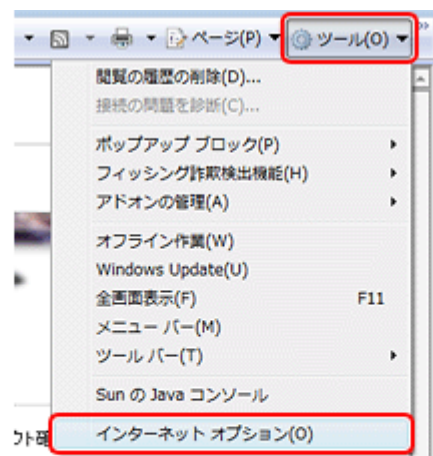 ページ(P) ツール(O)
閲覧の履歴の削除(D)...
接続の問題を診断(C)...
ポップアップ ブロック(P)
フィッシング詐欺検出機能(H)
アドオンの管理(A)
オフライン作業(W)
Windows Update(U)
全画面表示(F) F11
メニュー バー(M)
ツール バー(T)
Sun の Java コンソール
ウト確 インターネット オプション(O)